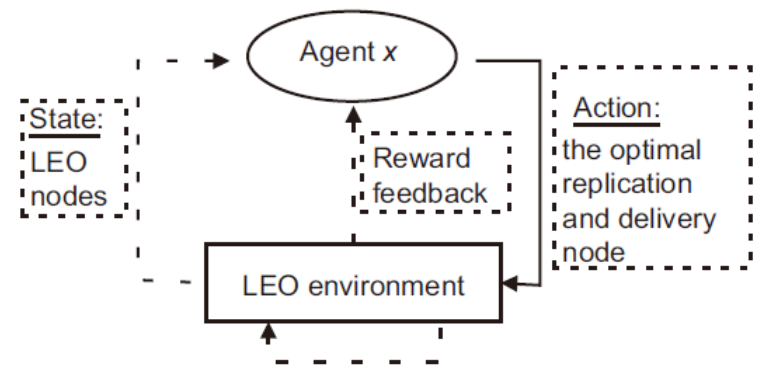 Agent x
State:
LEO
nodes
Reward
feedback
Action:
the optimal
replication
and delivery
node
LEO environment